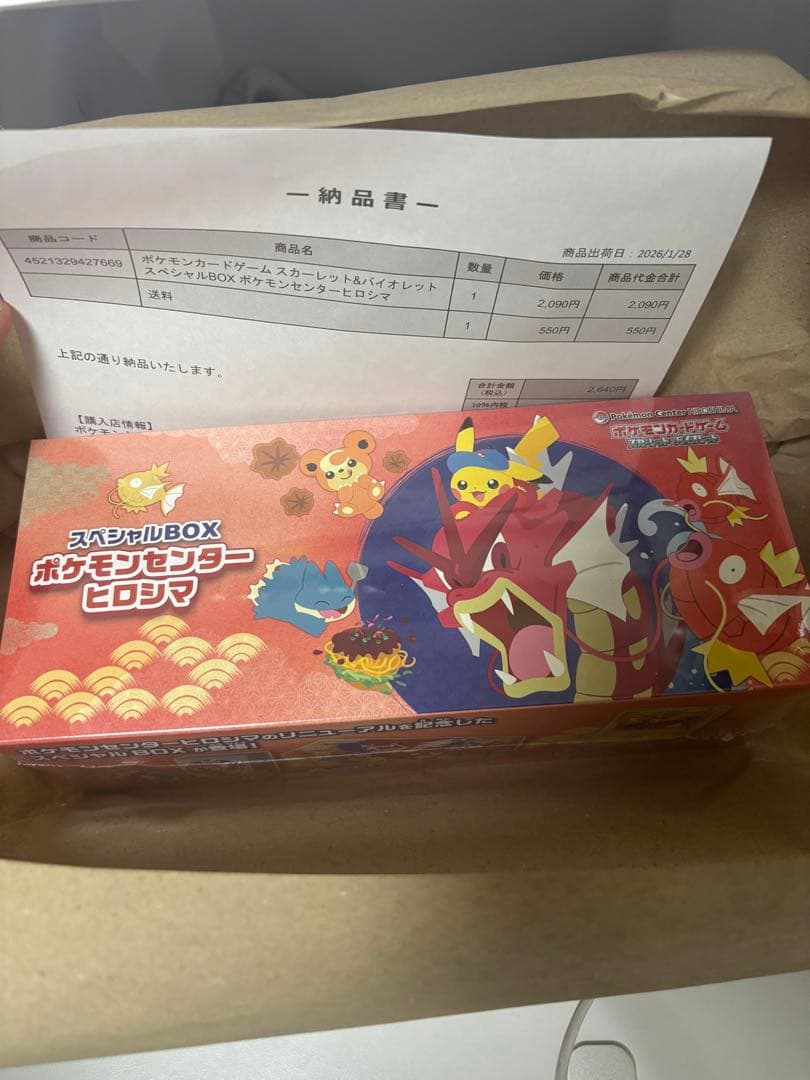 ー 納 品 書 ー
商品出荷日：2026/1/28
商品コード 商品名 数量 価格 商品代金合計
4521329427669 ポケモンカードゲーム スカーレット&バイオレット
スペシャルBOX ポケモンセンターヒロシマ 1 2,090円 2,090円
送料 1 550円 550円
上記の通り納品いたします。
合計金額
(税込) 2,640円
10%内税
【購入店情報】
Pokémon Center HIROSHIMA
ポケモンカードゲーム
スカーレット&バイオレット
スペシャルBOX
ポケモンセンター
ヒロシマ
ポケモンセンターヒロシマのリニューアルを記念した
スペシャルBOXが登場！